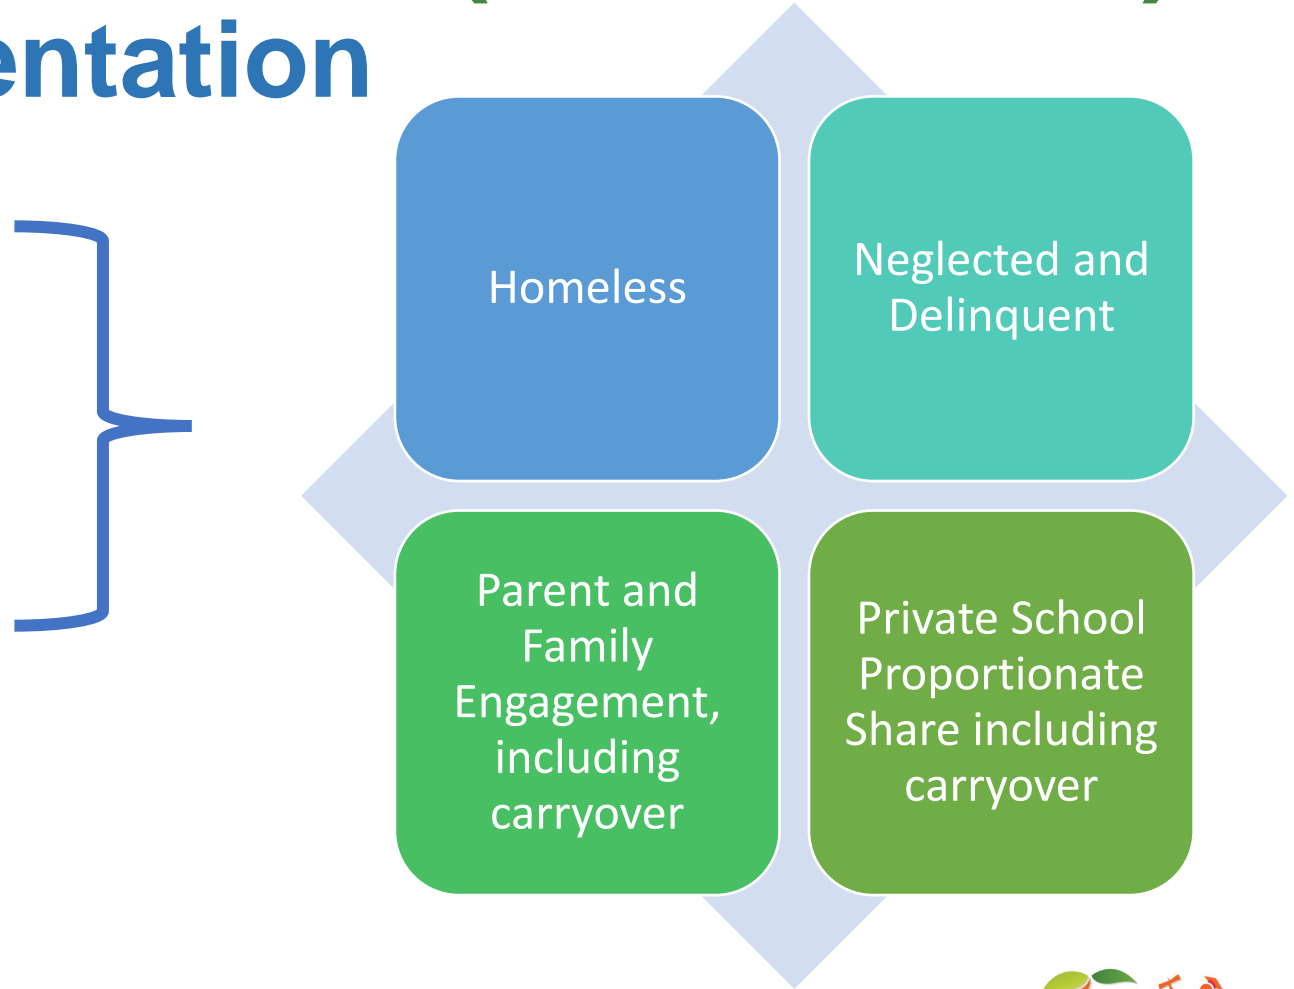 entation
Homeless
Neglected and
Delinquent
Parent and
Family
Engagement,
including
carryover
Private School
Proportionate
Share including
carryover